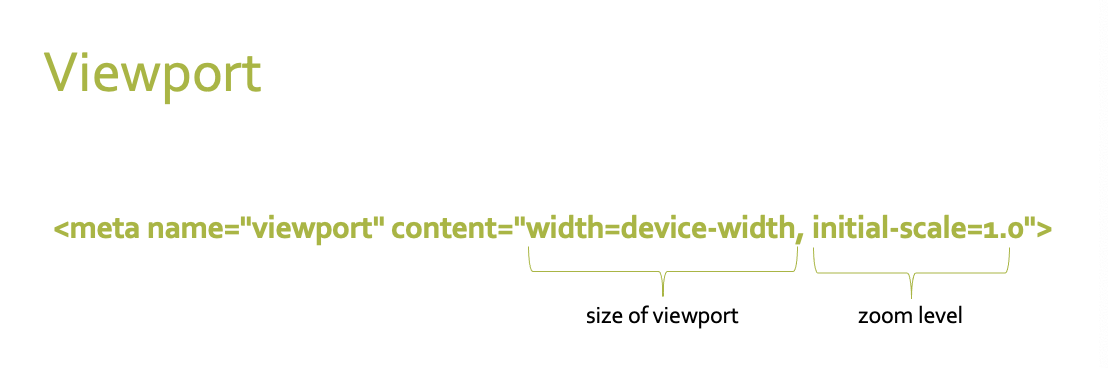 Viewport
<meta name="viewport" content="width=device-width, initial-scale=1.0">
size of viewport
zoom level